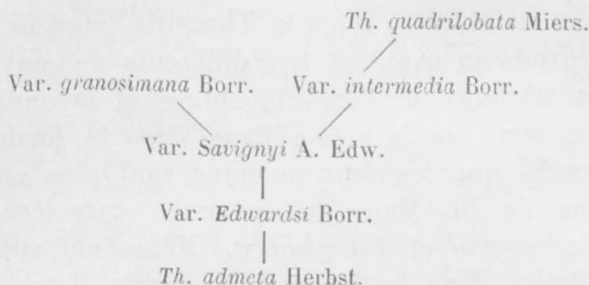 Th. quadrilobata Miers.
Var. granosimana Borr. Var. intermedia Borr.
Var. Savignyi A. Edw.
Var. Edwardsi Borr.
Th. admeta Herbst.